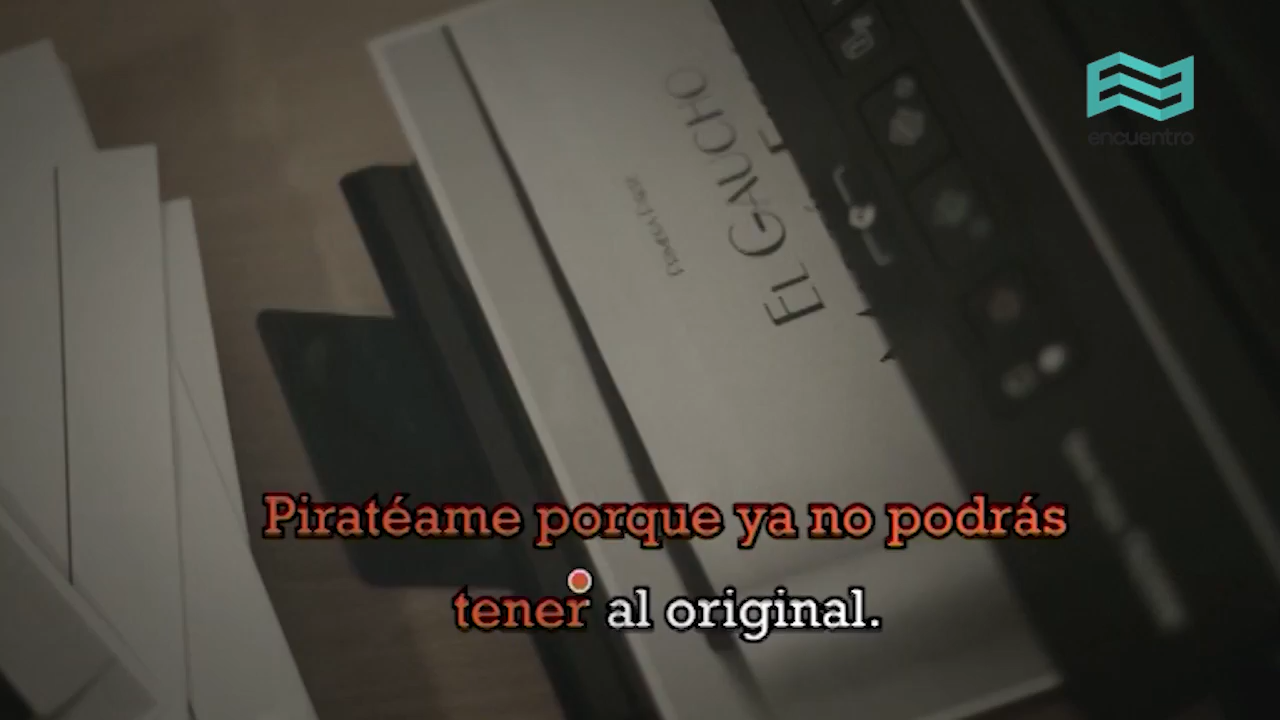 encuentro
EL GAUCHO
Piratéame porque ya no podrás
tener al original.